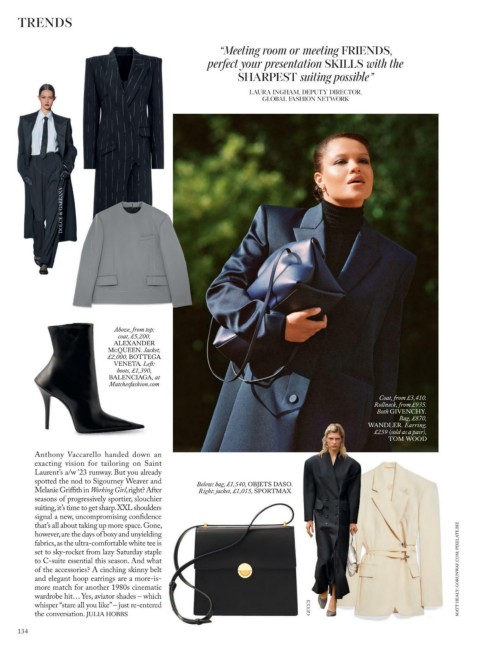 TRENDS
“Meeting room or meeting FRIENDS,
perfect your presentation SKILLS with the
SHARPEST suiting possible”
LAURA INGHAM, DEPUTY DIRECTOR,
GLOBAL FASHION NETWORK
DOLCE & GABBANA
Above, from top:
coat, £5,200,
ALEXANDER
McQUEEN. Jacket,
£2,000, BOTTEGA
VENETA. Left:
boots, £1,390,
BALENCIAGA, at
Matchesfashion.com
Coat, from £3,410.
Rollneck, from £935.
Both GIVENCHY.
Bag, £870,
WANDLER. Earring,
£259 (sold as a pair),
TOM WOOD
Anthony Vaccarello handed down an
exacting vision for tailoring on Saint
Laurent’s a/w ’23 runway. But you already
spotted the nod to Sigourney Weaver and
Melanie Griffith in Working Girl, right? After
seasons of progressively sportier, slouchier
suiting, it’s time to get sharp. XXL shoulders
signal a new, uncompromising confidence
that’s all about taking up more space. Gone,
however, are the days of boxy and unyielding
fabrics, as the ultra-comfortable white tee is
set to sky-rocket from lazy Saturday staple
to C-suite essential this season. And what
of the accessories? A cinching skinny belt
and elegant hoop earrings are a more-is-
more match for another 1980s cinematic
wardrobe hit… Yes, aviator shades – which
whisper “stare all you like” – just re-entered
the conversation. JULIA HOBBS
Below: bag, £1,540, OBJETS DASO.
Right: jacket, £1,015, SPORTMAX
GUCCI
134